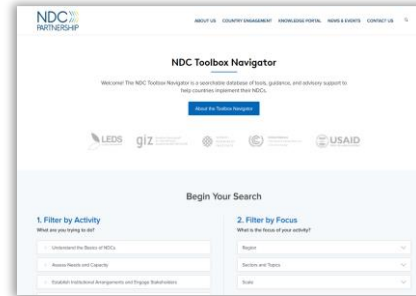 NDC
PARTNERSHIP
ABOUT US COUNTRY ENGAGEMENT KNOWLEDGE PORTAL NEWS & EVENTS CONTACT US
NDC Toolbox Navigator
Welcome! The NDC Toolbox Navigator is a searchable database of tools, guidance, and advisory support to
help countries implement their NDCs.
About the Toolbox Navigator
LEDS giz USAID
Begin Your Search
1. Filter by Activity
What are you trying to do?
Understand the Basics of NDCs
Assess Needs and Capacity
Establish Institutional Arrangements and Engage Stakeholders
2. Filter by Focus
What is the focus of your activity?
Region
Sectors and Topics
Scale